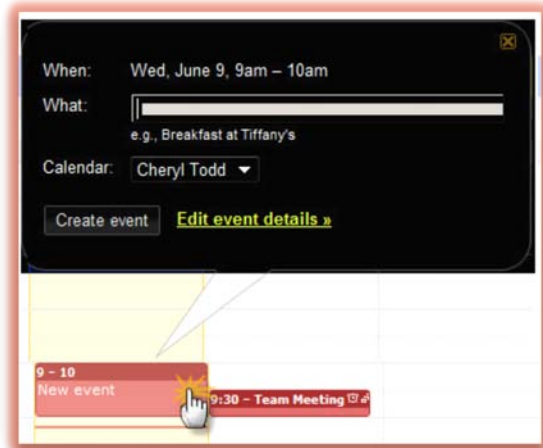 When: Wed, June 9, 9am – 10am
What:
e.g., Breakfast at Tiffany's
Calendar: Cheryl Todd
Create event Edit event details »
9 – 10
New event
9:30 – Team Meeting